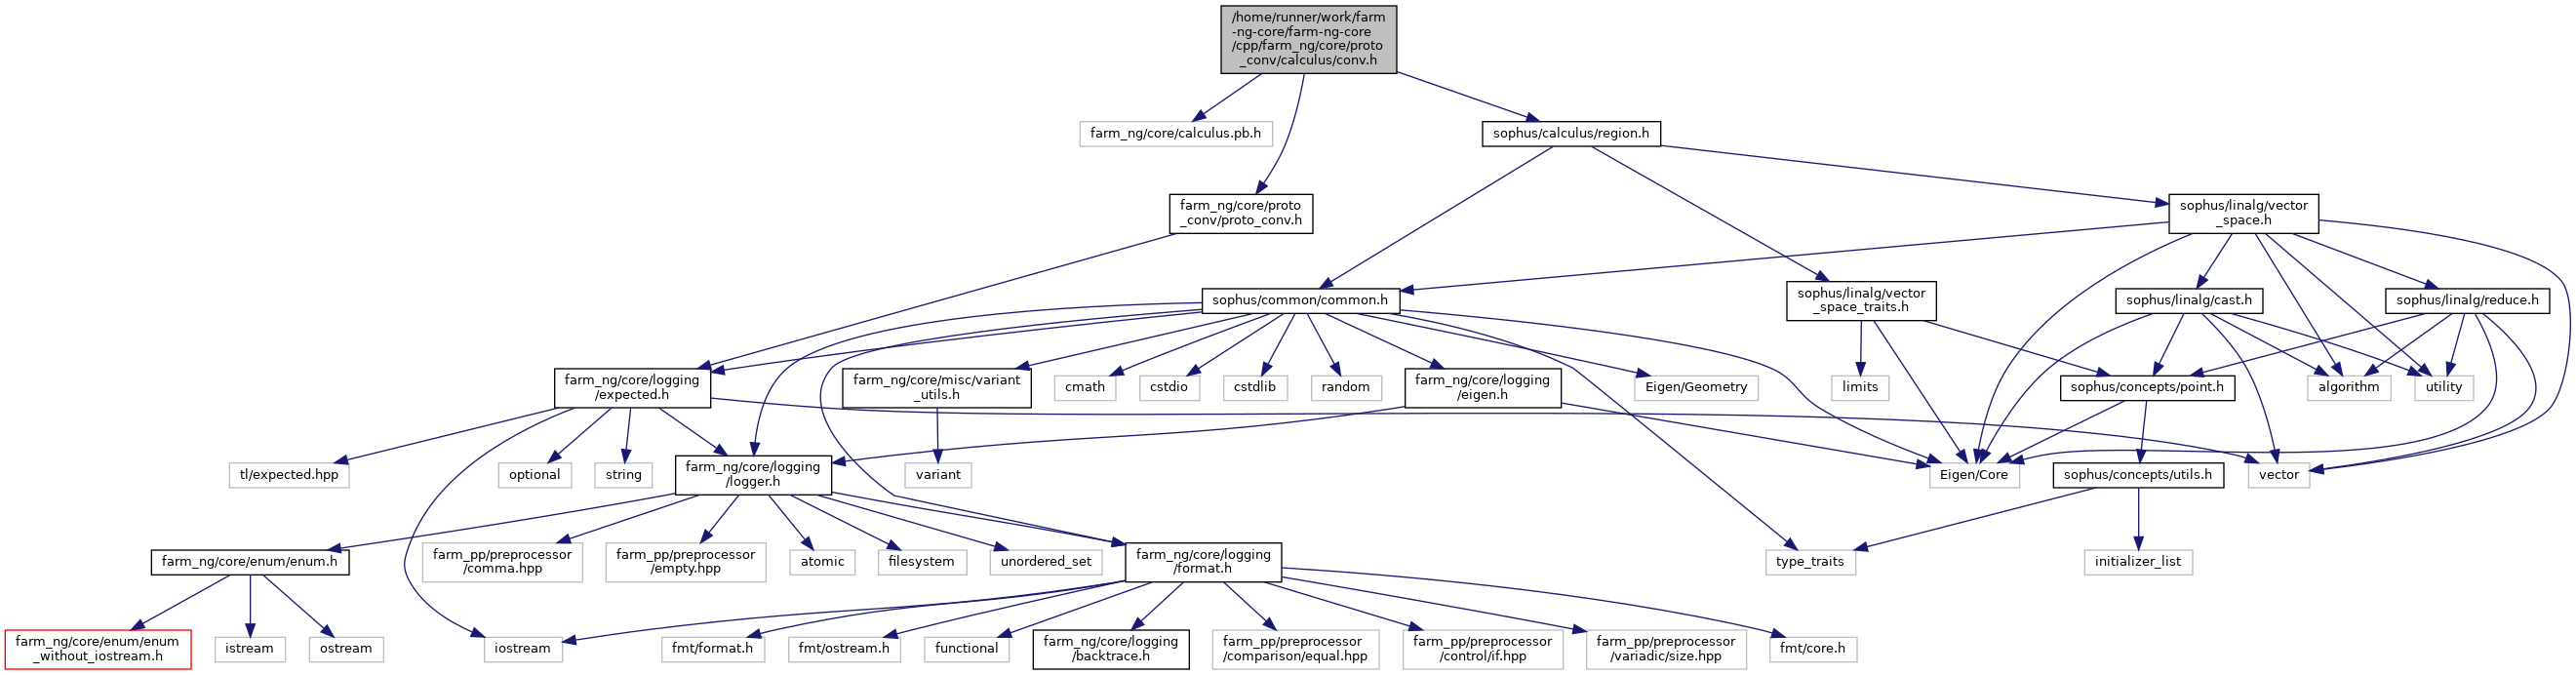 /home/runner/work/farm
-ng-core/farm-ng-core
/cpp/farm_ng/core/proto
_conv/calculus/conv.h
farm_ng/core/calculus.pb.h
sophus/calculus/region.h
farm_ng/core/proto
_conv/proto_conv.h
sophus/linalg/vector
_space.h
sophus/common/common.h
sophus/linalg/vector
_space_traits.h
sophus/linalg/cast.h
sophus/linalg/reduce.h
farm_ng/core/logging
/expected.h
farm_ng/core/misc/variant
_utils.h
cmath
cstdio
cstdlib
random
farm_ng/core/logging
/eigen.h
Eigen/Geometry
limits
sophus/concepts/point.h
algorithm
utility
tl/expected.hpp
optional
string
farm_ng/core/logging
/logger.h
variant
Eigen/Core
sophus/concepts/utils.h
vector
farm_ng/core/enum/enum.h
farm_pp/preprocessor
/comma.hpp
farm_pp/preprocessor
/empty.hpp
atomic
filesystem
unordered_set
farm_ng/core/logging
/format.h
type_traits
initializer_list
farm_ng/core/enum/enum
_without_iostream.h
istream
ostream
iostream
fmt/format.h
fmt/ostream.h
functional
farm_ng/core/logging
/backtrace.h
farm_pp/preprocessor
/comparison/equal.hpp
farm_pp/preprocessor
/control/if.hpp
farm_pp/preprocessor
/variadic/size.hpp
fmt/core.h